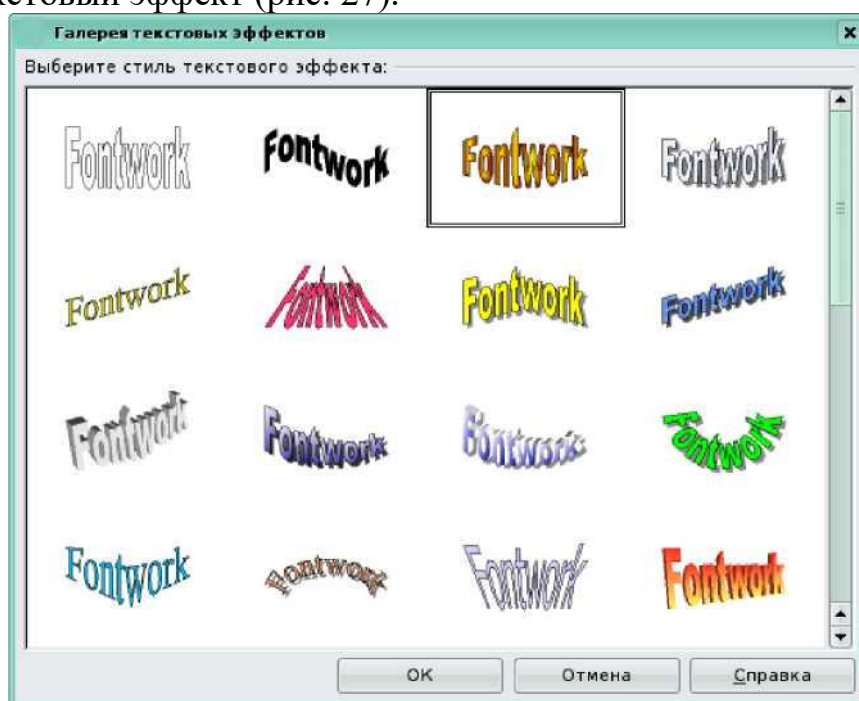 кстовый эффект (рис. 27).
Галерея текстовых эффектов
Выберите стиль текстового эффекта:
Fontwork Fontwork Fontwork Fontwork
Fontwork Fontwork Fontwork Fontwork
Fontwork Fontwork Fontwork Fontwork
Fontwork Fontwork Fontwork Fontwork
ОК Отмена Справка